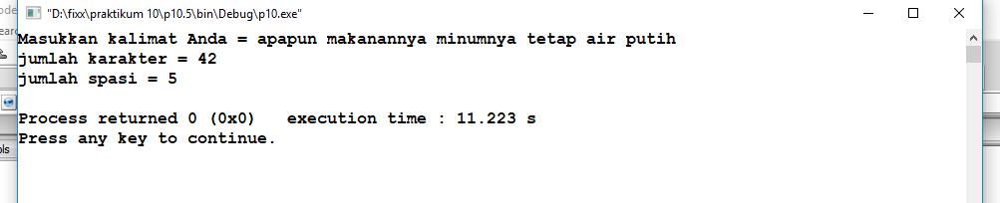 "D:\fixx\praktikum 10\p10.5\bin\Debug\p10.exe"
Masukkan kalimat Anda = apapun makanannya minumnya tetap air putih
jumlah karakter = 42
jumlah spasi = 5
Process returned 0 (0x0)   execution time : 11.223 s
Press any key to continue.